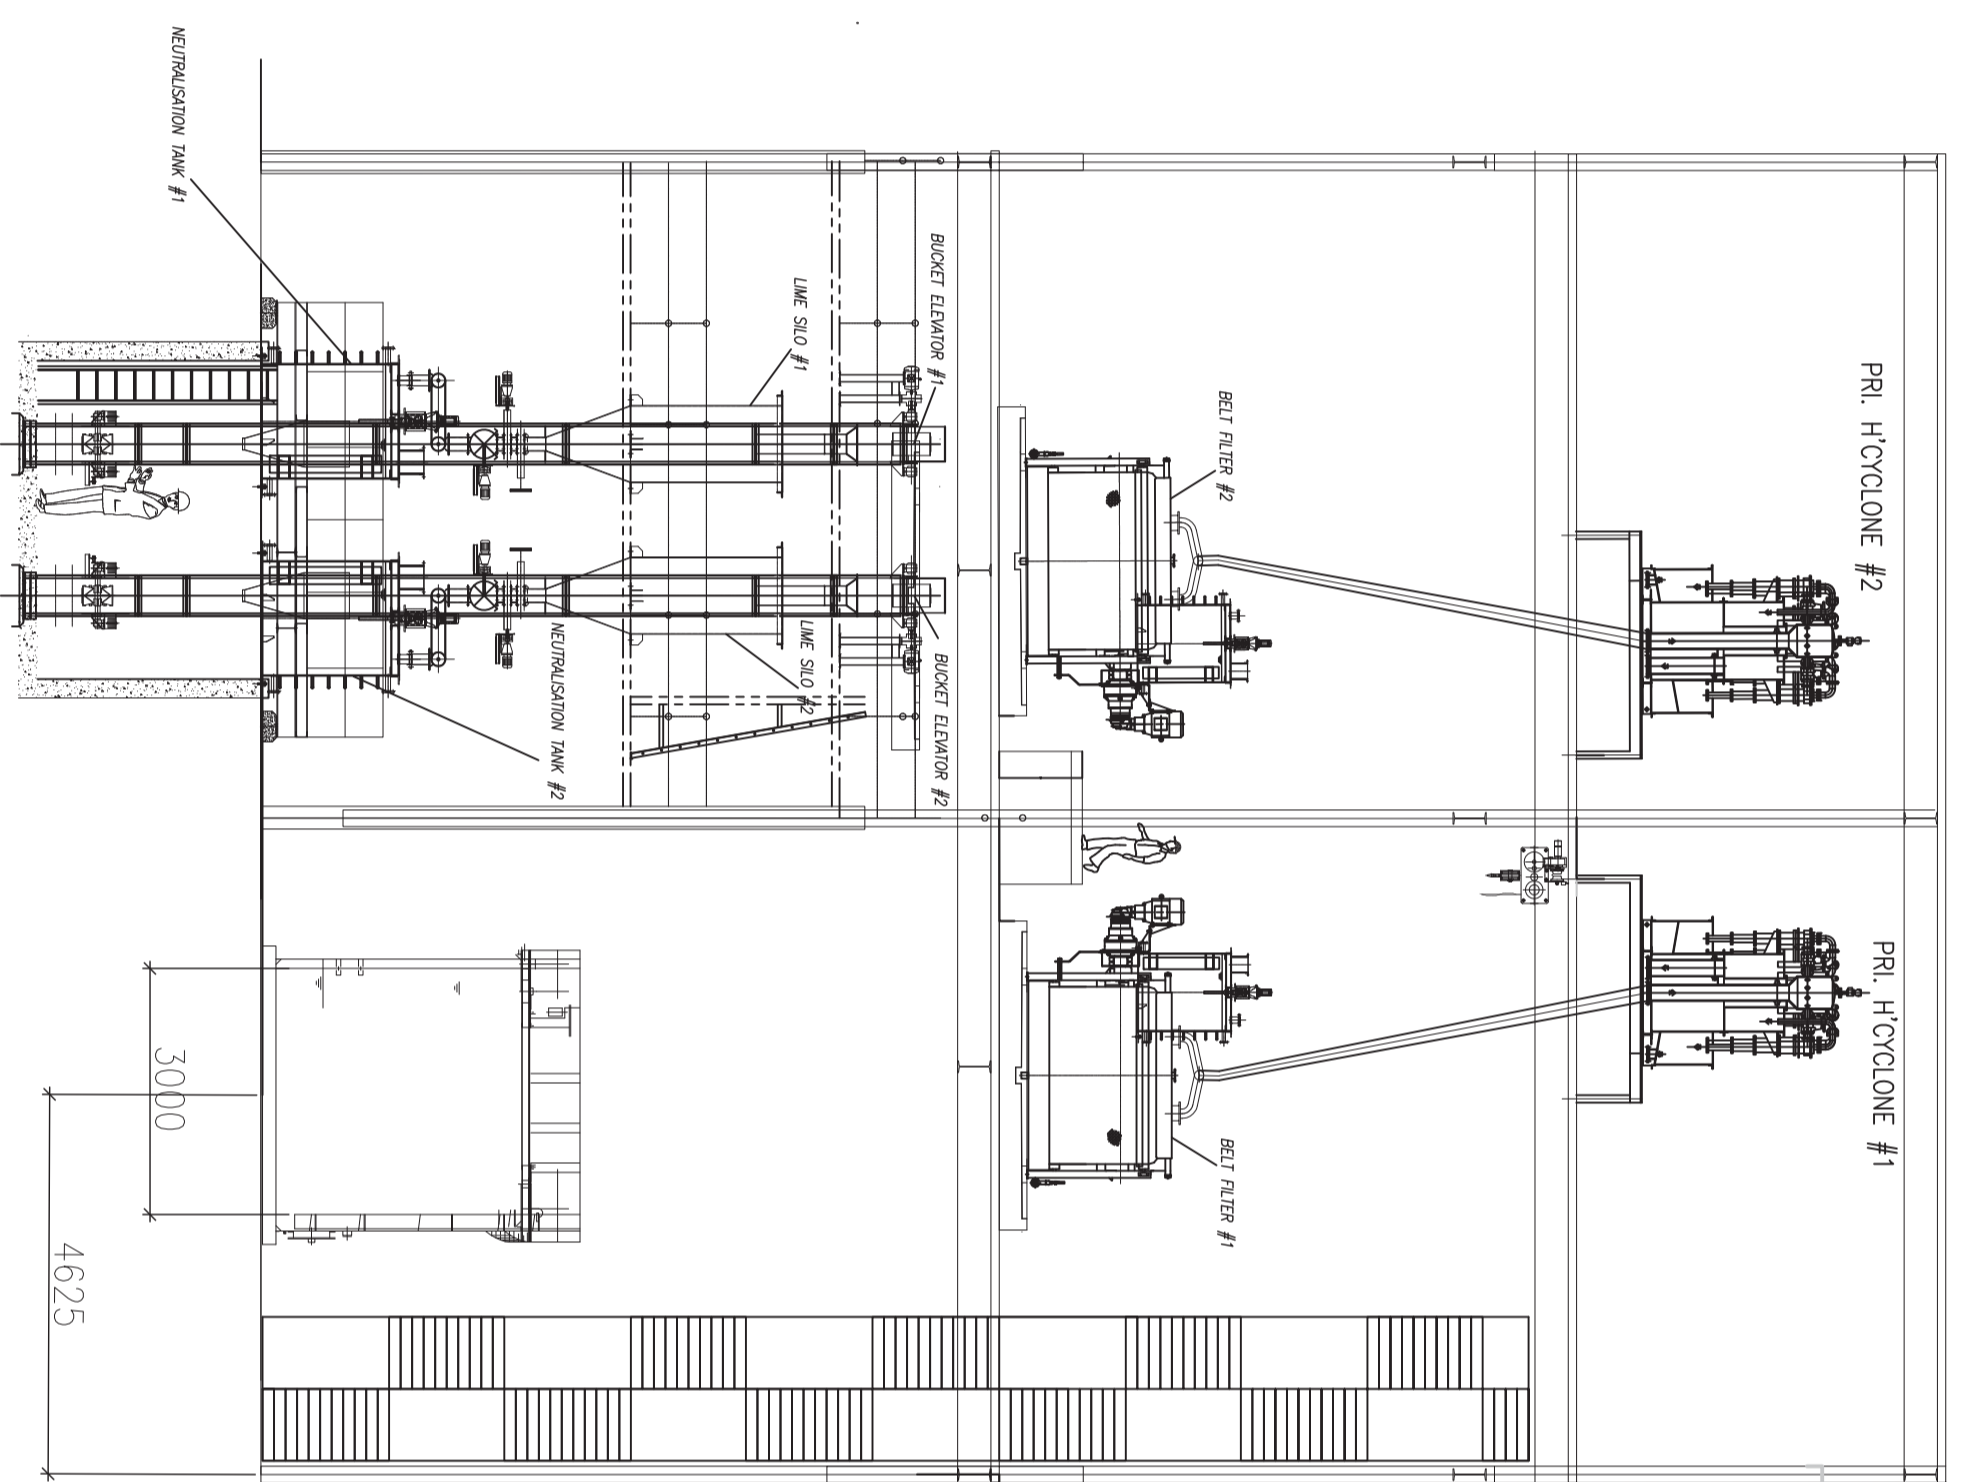 PRI. H'CYCLONE #2
PRI. H'CYCLONE #1
BELT FILTER #2
BELT FILTER #1
BUCKET ELEVATOR #1
BUCKET ELEVATOR #2
LIME SILO #1
LIME SILO #2
NEUTRALISATION TANK #2
NEUTRALISATION TANK #1
3000
4625